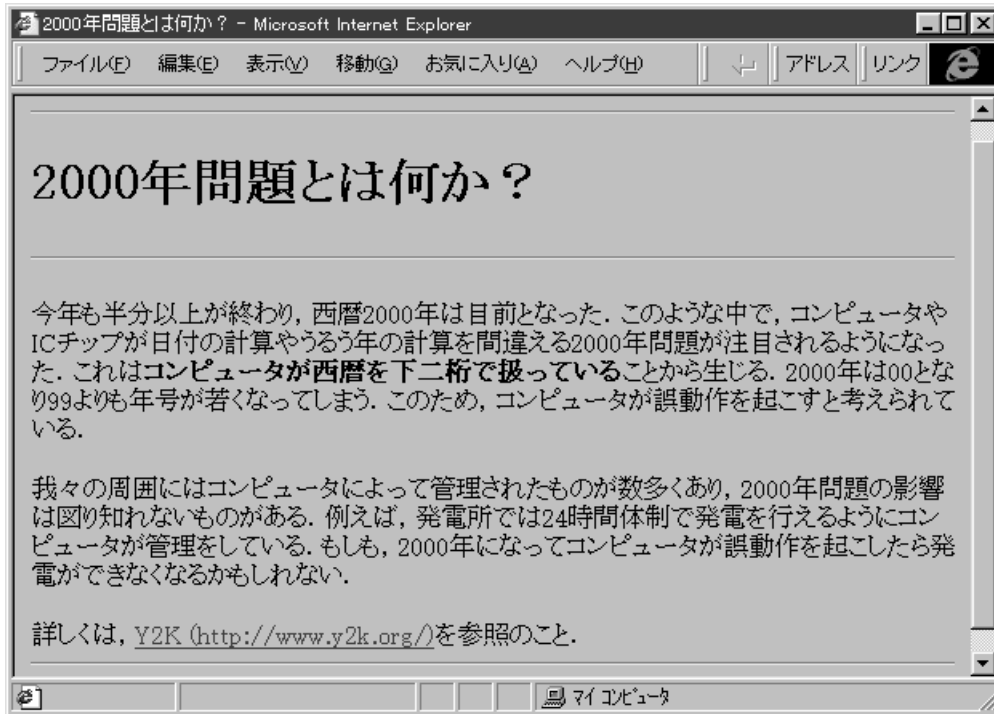 2000年問題とは何か？ - Microsoft Internet Explorer
ファイル(F) 編集(E) 表示(V) 移動(G) お気に入り(A) ヘルプ(H) アドレス リンク
2000年問題とは何か？
今年も半分以上が終わり，西暦2000年は目前となった．このような中で，コンピュータや
ICチップが日付の計算やうるう年の計算を間違える2000年問題が注目されるようになっ
た．これはコンピュータが西暦を下二桁で扱っていることから生じる．2000年は00とな
り99よりも年号が若くなってしまう．このため，コンピュータが誤動作を起こすと考えられて
いる．
我々の周囲にはコンピュータによって管理されたものが数多くあり，2000年問題の影響
は図り知れないものがある．例えば，発電所では24時間体制で発電を行えるようにコン
ピュータが管理をしている．もしも，2000年になってコンピュータが誤動作を起こしたら発
電ができなくなるかもしれない．
詳しくは，Y2K (http://www.y2k.org/)を参照のこと．
マイ コンピュータ